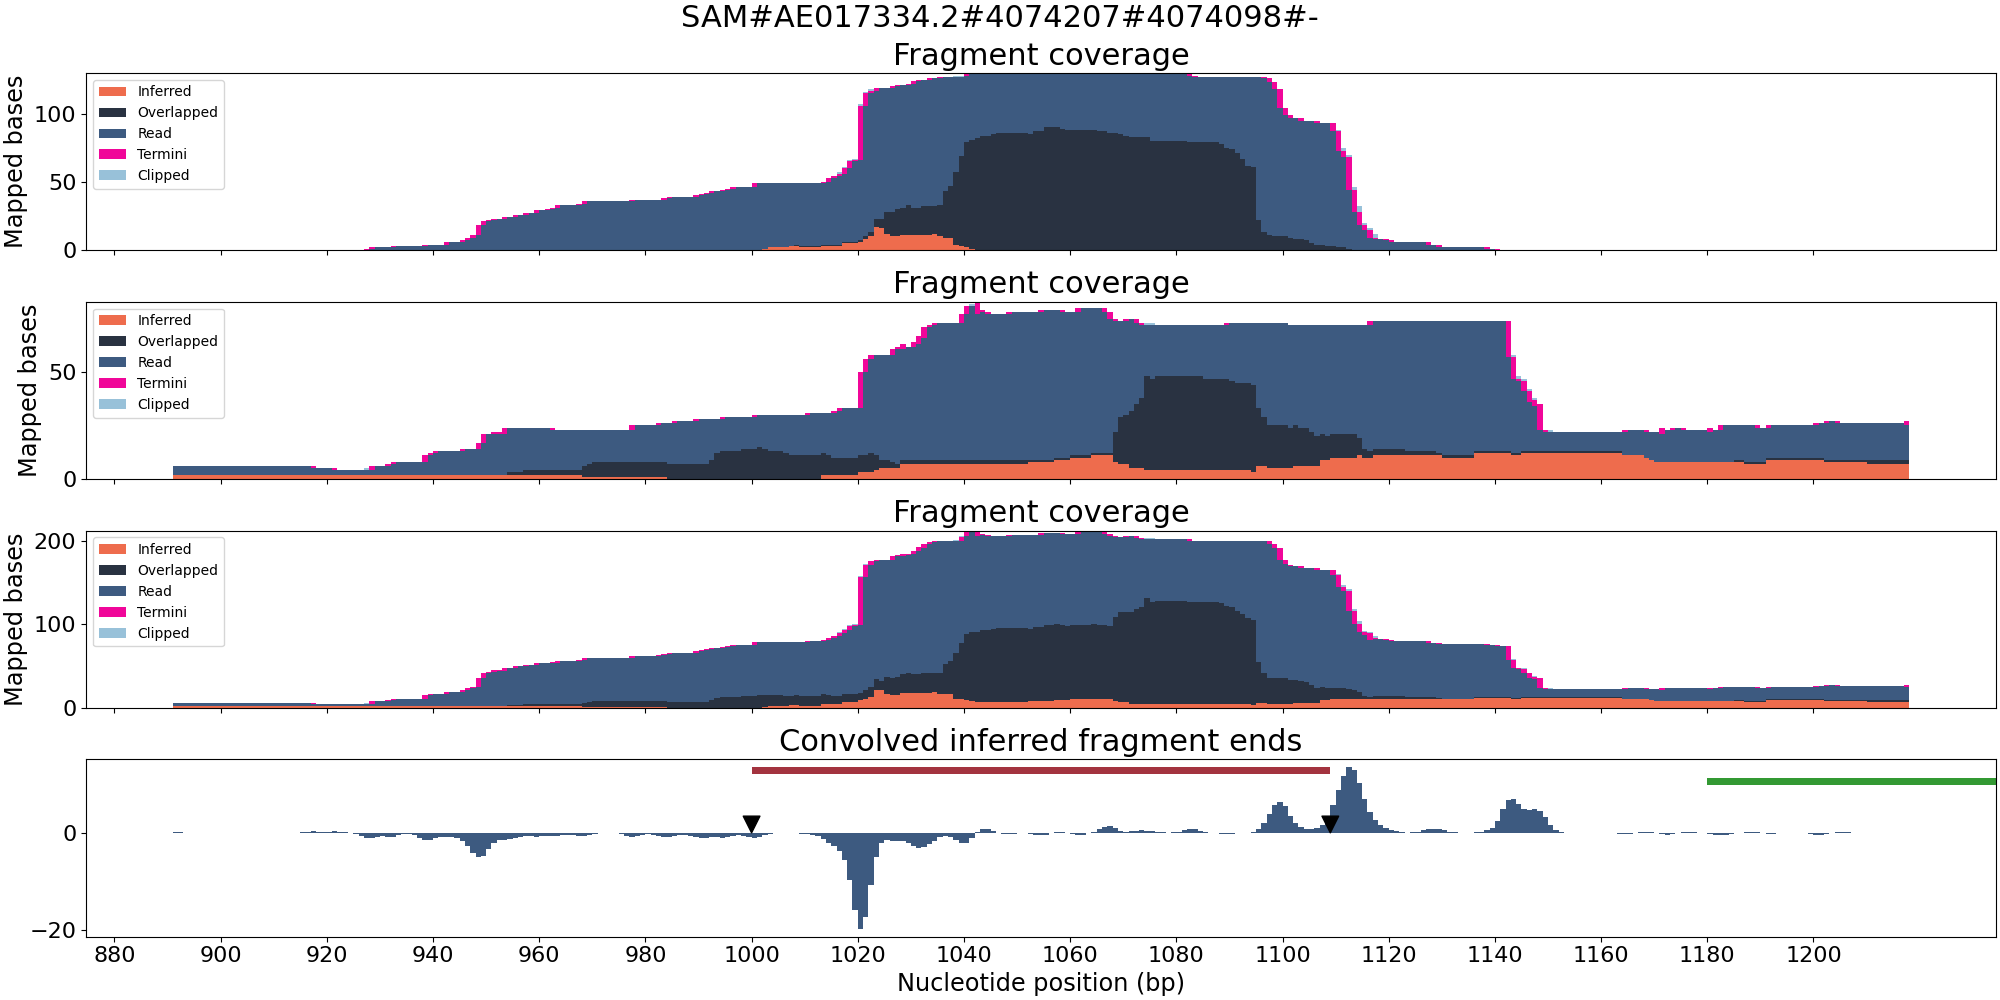 SAM#AE017334.2#4074207#4074098#-
Fragment coverage
Mapped bases
100
50
0
Inferred
Overlapped
Read
Termini
Clipped
Fragment coverage
Mapped bases
50
0
Inferred
Overlapped
Read
Termini
Clipped
Fragment coverage
Mapped bases
200
100
0
Inferred
Overlapped
Read
Termini
Clipped
Convolved inferred fragment ends
0
−20
880 900 920 940 960 980 1000 1020 1040 1060 1080 1100 1120 1140 1160 1180 1200
Nucleotide position (bp)